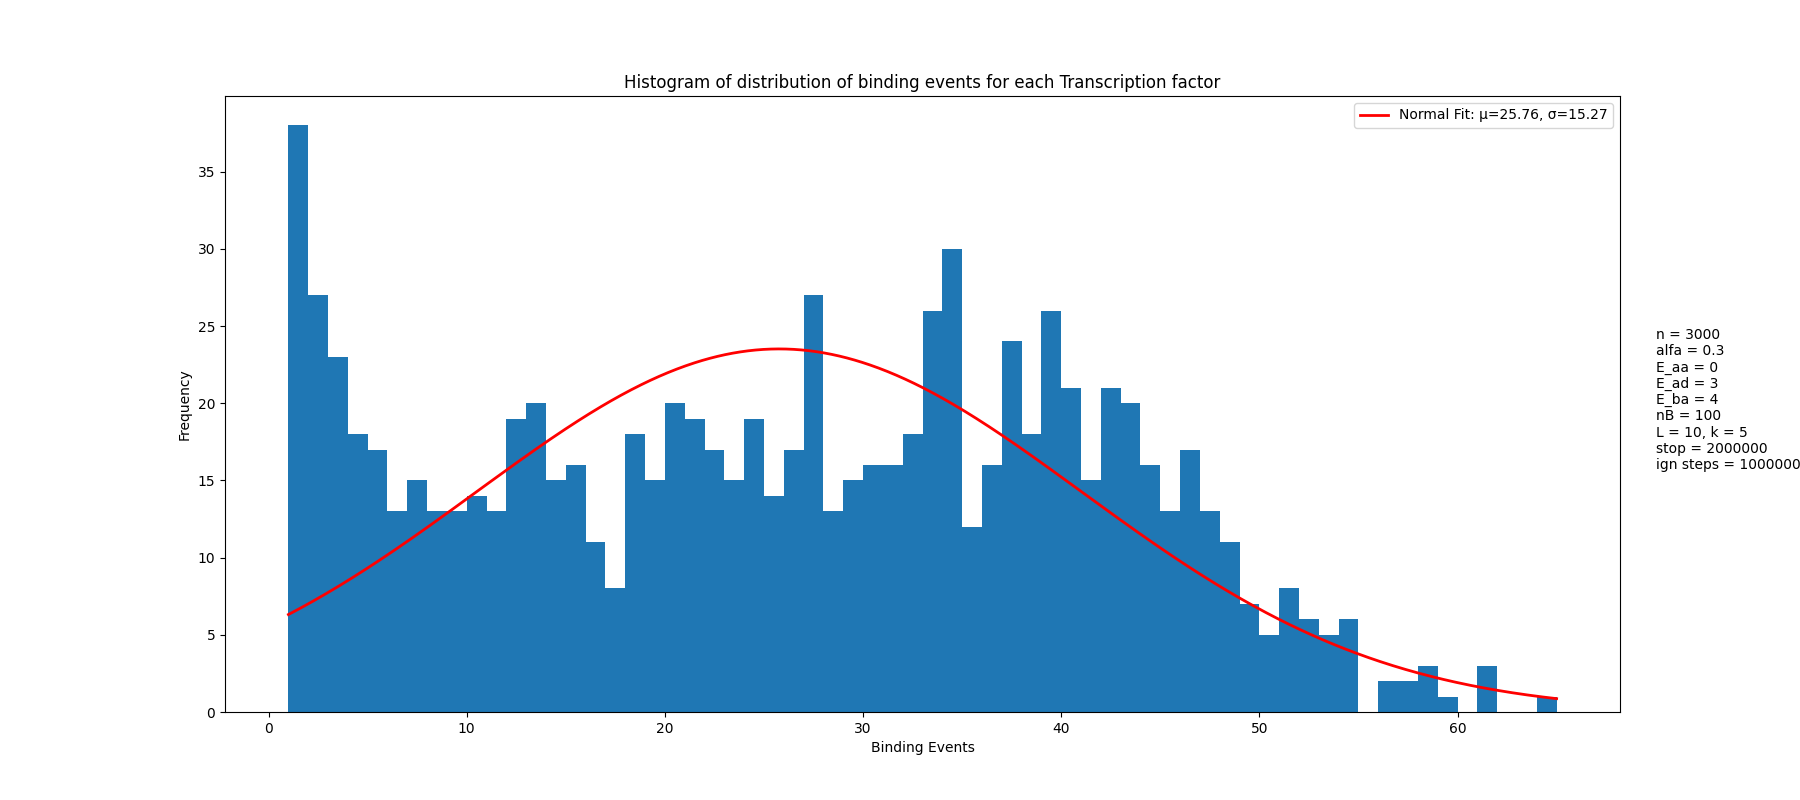 Histogram of distribution of binding events for each Transcription factor
Normal Fit: μ=25.76, σ=15.27
35
30
25
20
15
10
5
0
Frequency
0 10 20 30 40 50 60
Binding Events
n = 3000
alfa = 0.3
E_aa = 0
E_ad = 3
E_ba = 4
nB = 100
L = 10, k = 5
stop = 2000000
ign steps = 1000000